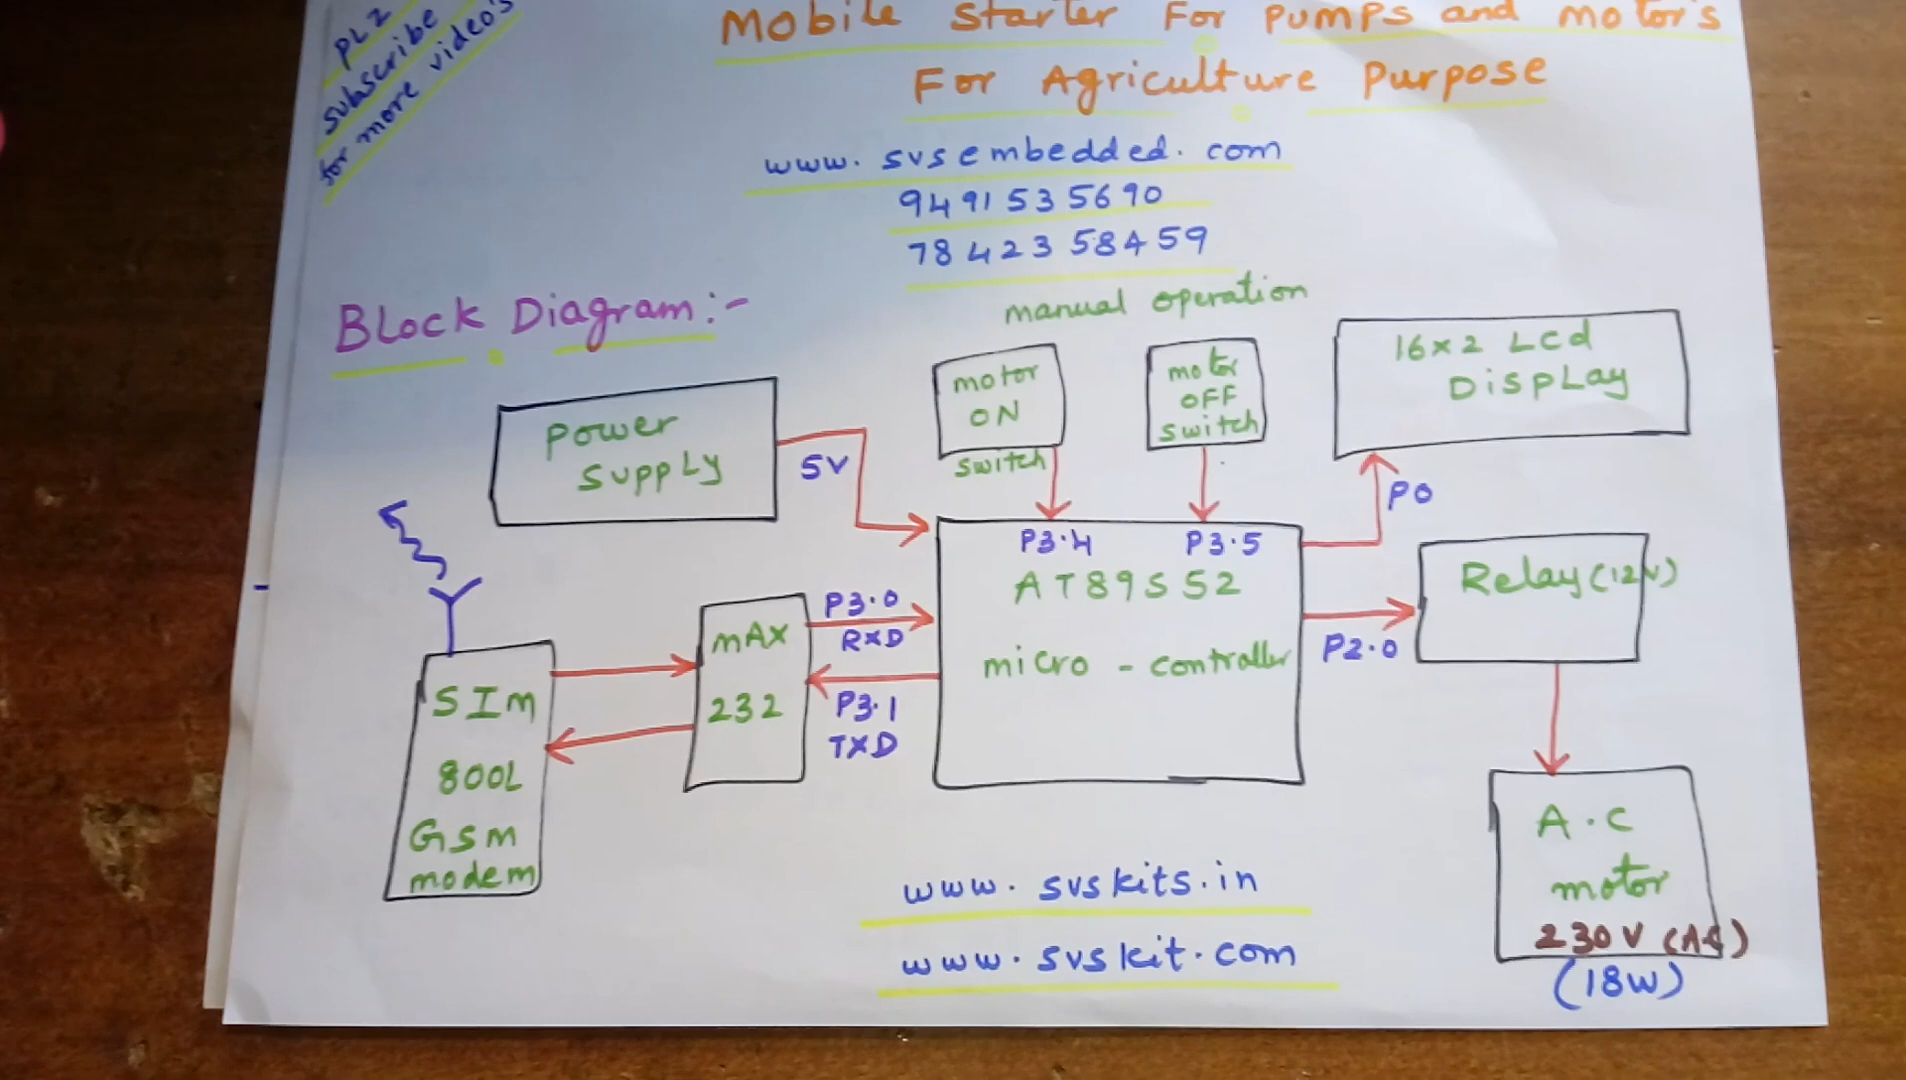 PLZ
subscribe
for more video's
Mobile Starter For Pumps and motor's
For Agriculture Purpose
www.svsembedded.com
9491535690
7842358459
Block Diagram:-
manual operation
Power
Supply
5V
motor
ON
Switch
motor
OFF
Switch
16x2 Lcd
Display
P0
P3.4
P3.5
AT89S52
micro-controller
SIM
800L
GSM
modem
MAX
232
P3.0
RXD
P3.1
TXD
P2.0
Relay(12V)
A.C
motor
230V (AC)
(18W)
www.svskits.in
www.svskit.com